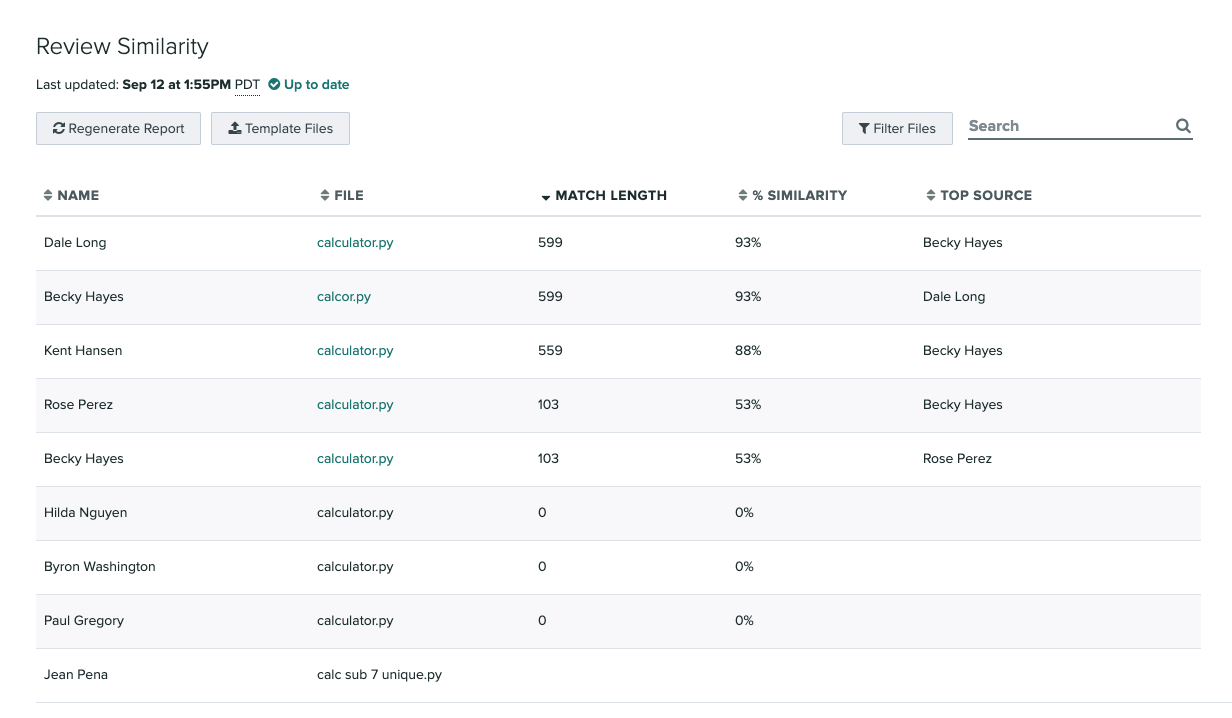 Review Similarity
Last updated: Sep 12 at 1:55PM PDT Up to date
Regenerate Report Template Files Filter Files Search
NAME FILE MATCH LENGTH % SIMILARITY TOP SOURCE
Dale Long calculator.py 599 93% Becky Hayes
Becky Hayes calcor.py 599 93% Dale Long
Kent Hansen calculator.py 559 88% Becky Hayes
Rose Perez calculator.py 103 53% Becky Hayes
Becky Hayes calculator.py 103 53% Rose Perez
Hilda Nguyen calculator.py 0 0%
Byron Washington calculator.py 0 0%
Paul Gregory calculator.py 0 0%
Jean Pena calc sub 7 unique.py